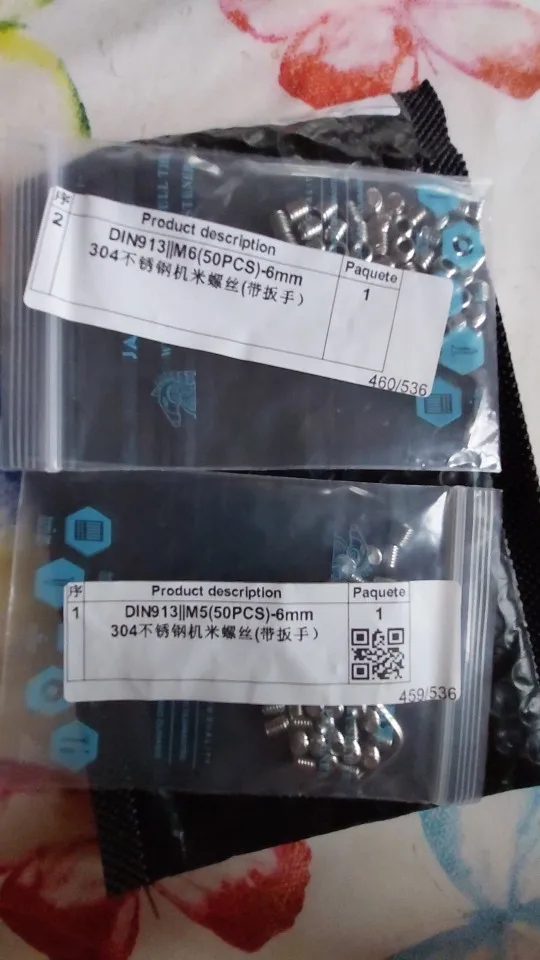 序
2
Product description
DIN913||M6(50PCS)-6mm
304不锈钢机米螺丝(带扳手)
Paquete
1
460/536
序
1
Product description
DIN913||M5(50PCS)-6mm
304不锈钢机米螺丝(带扳手)
Paquete
1
459/536